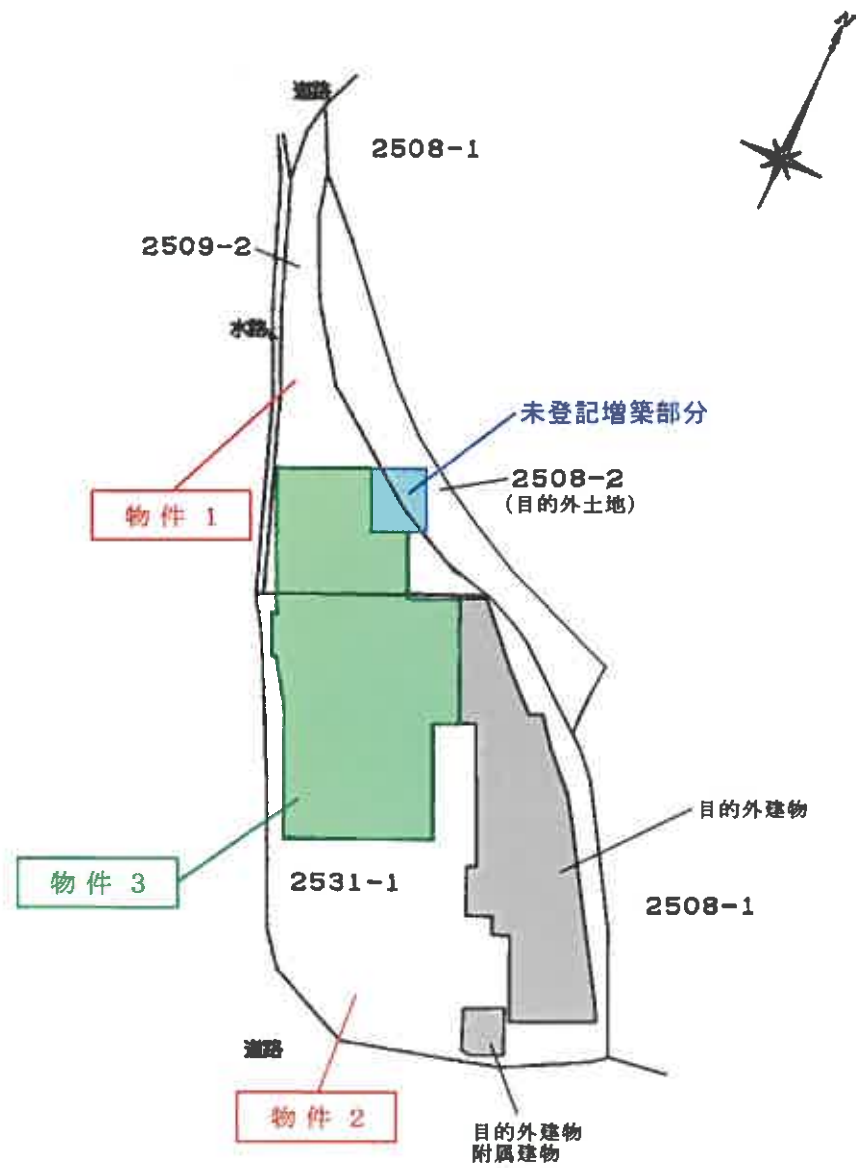 N
道路
2508-1
2509-2
水路
未登記増築部分
2508-2
(目的外土地)
物件 1
目的外建物
物件 3
2531-1
2508-1
道路
物件 2
目的外建物
附属建物